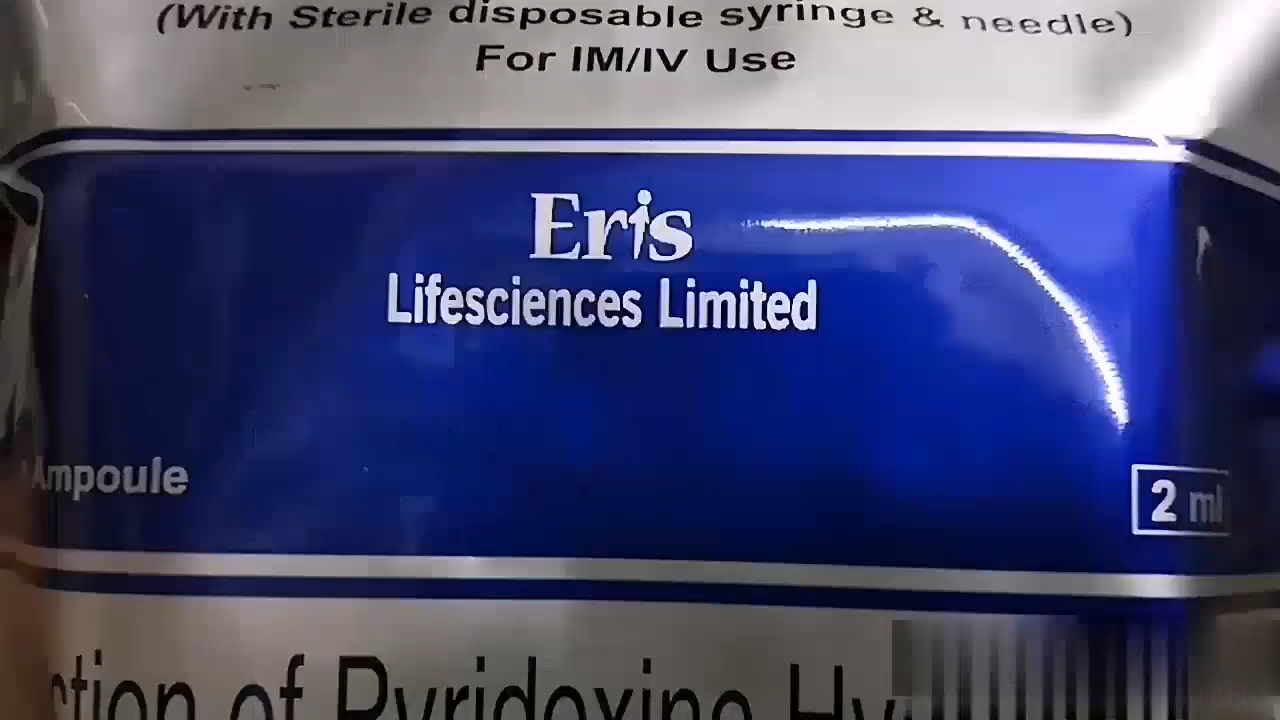 (With Sterile disposable syringe & needle)
For IM/IV Use
Eris
Lifesciences Limited
Ampoule
2 ml
of Pyridoxine